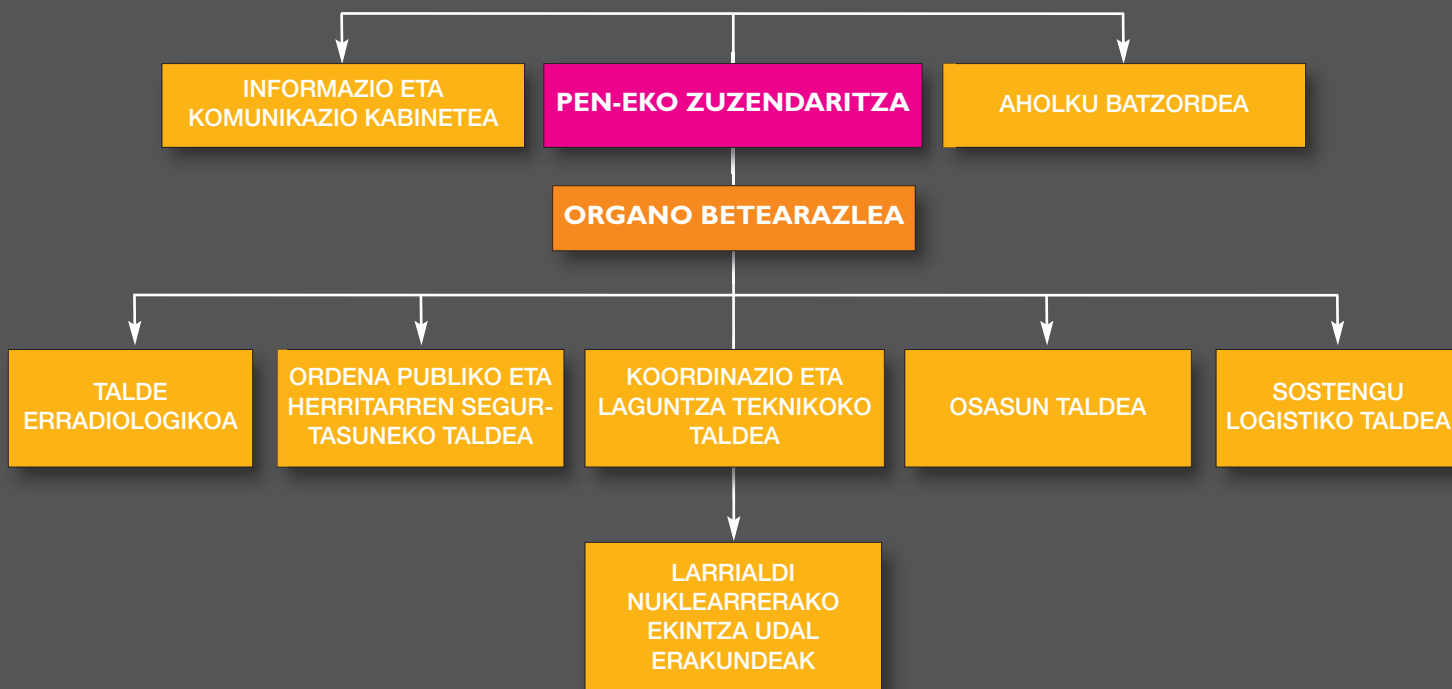 INFORMAZIO ETA
KOMUNIKAZIO KABINETEA
PEN-EKO ZUZENDARITZA
AHOLKU BATZORDEA
ORGANO BETEARAZLEA
TALDE
ERRADIOLOGIKOA
ORDENA PUBLIKO ETA
HERRITARREN SEGUR-
TASUNEKO TALDEA
KOORDINAZIO ETA
LAGUNTZA TEKNIKOKO
TALDEA
OSASUN TALDEA
SOSTENGU
LOGISTIKO TALDEA
LARRIALDI
NUKLEARRERAKO
EKINTZA UDAL
ERAKUNDEAK